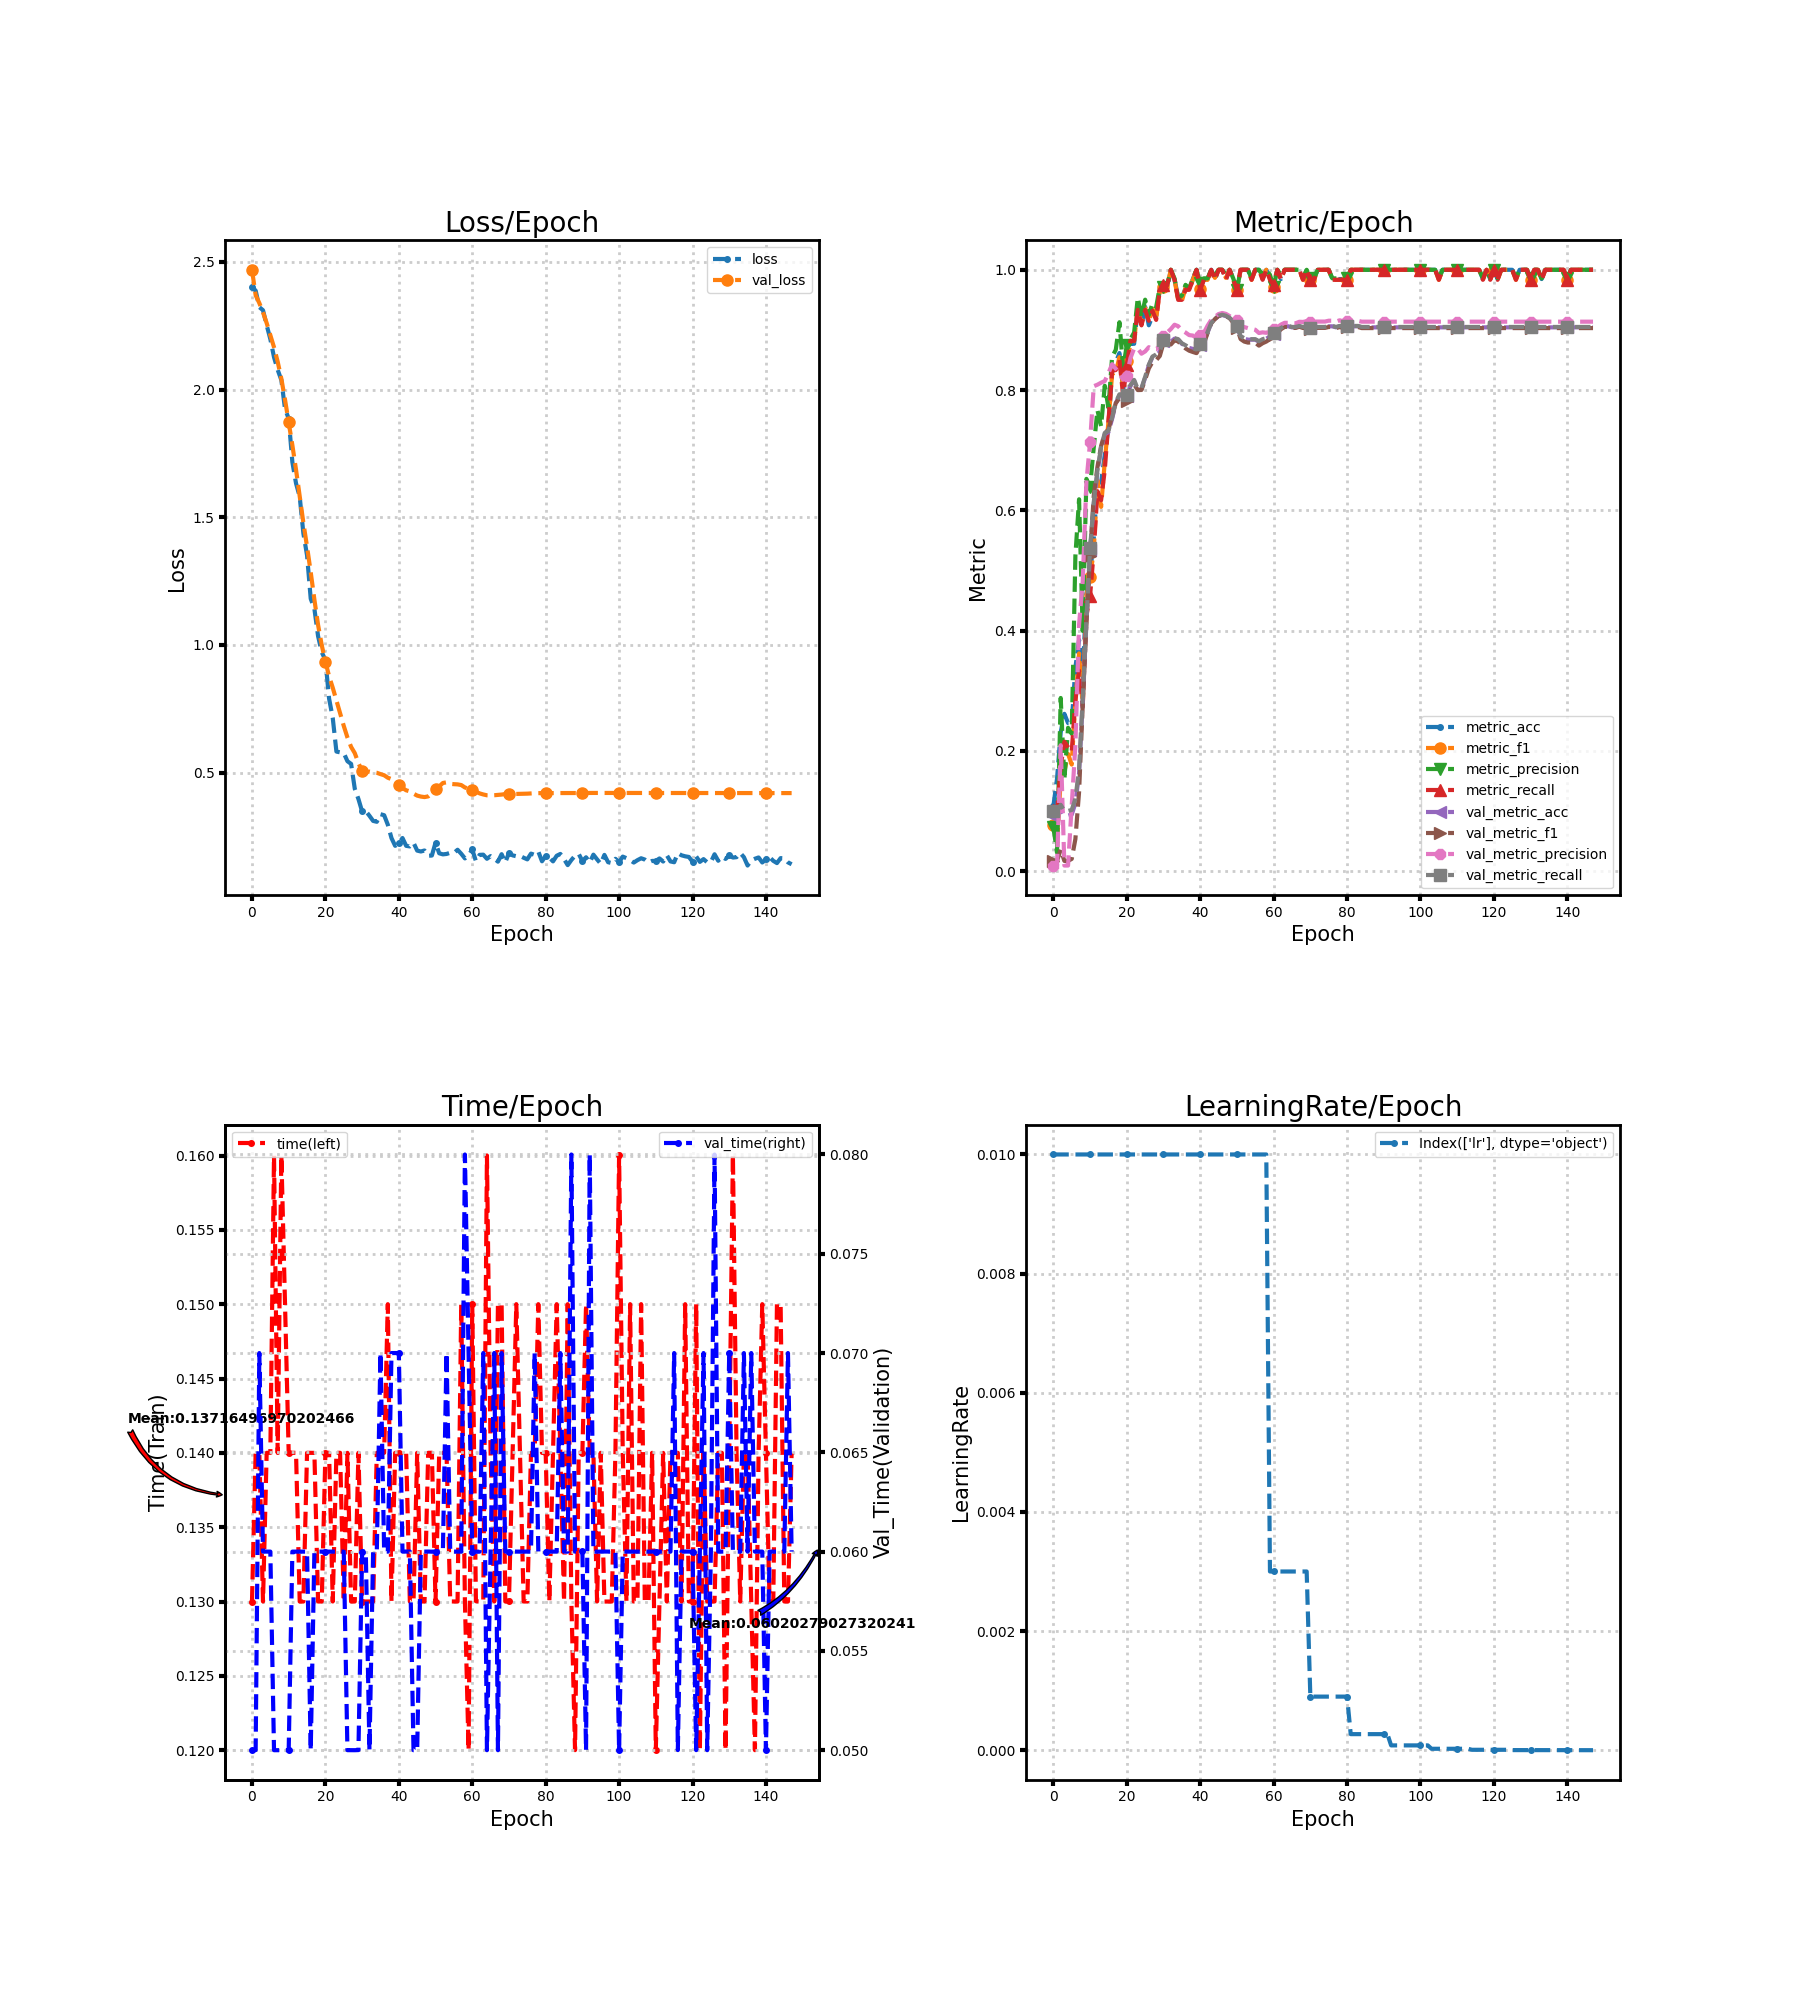 Loss/Epoch
2.5
2.0
1.5
1.0
0.5
Loss
loss
val_loss
0 20 40 60 80 100 120 140
Epoch
Metric/Epoch
1.0
0.8
0.6
0.4
0.2
0.0
Metric
metric_acc
metric_f1
metric_precision
metric_recall
val_metric_acc
val_metric_f1
val_metric_precision
val_metric_recall
0 20 40 60 80 100 120 140
Epoch
Time/Epoch
time(left)
val_time(right)
0.160
0.155
0.150
0.145
0.140
0.135
0.130
0.125
0.120
Time(Train)
0.080
0.075
0.070
0.065
0.060
0.055
0.050
Val_Time(Validation)
Mean:0.06020279027320241
0 20 40 60 80 100 120 140
Epoch
LearningRate/Epoch
Index(['lr'], dtype='object')
0.010
0.008
0.006
0.004
0.002
0.000
LearningRate
0 20 40 60 80 100 120 140
Epoch